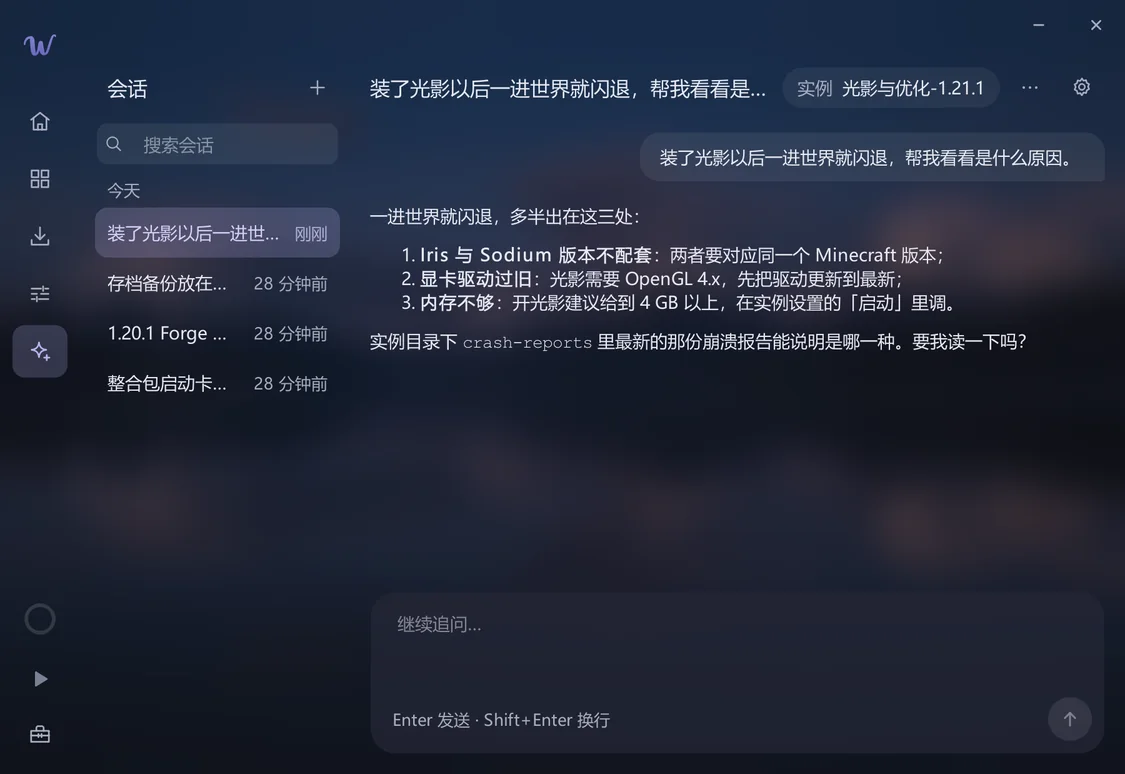 W
会话
搜索会话
今天
装了光影以后一进世... 刚刚
存档备份放在... 28 分钟前
1.20.1 Forge ... 28 分钟前
整合包启动卡... 28 分钟前
装了光影以后一进世界就闪退，帮我看看是...
实例 光影与优化-1.21.1
装了光影以后一进世界就闪退，帮我看看是什么原因。
一进世界就闪退，多半出在这三处：
1. Iris 与 Sodium 版本不配套：两者要对应同一个 Minecraft 版本；
2. 显卡驱动过旧：光影需要 OpenGL 4.x，先把驱动更新到最新；
3. 内存不够：开光影建议给到 4 GB 以上，在实例设置的「启动」里调。
实例目录下 crash-reports 里最新的那份崩溃报告能说明是哪一种。要我读一下吗？
继续追问...
Enter 发送 · Shift+Enter 换行